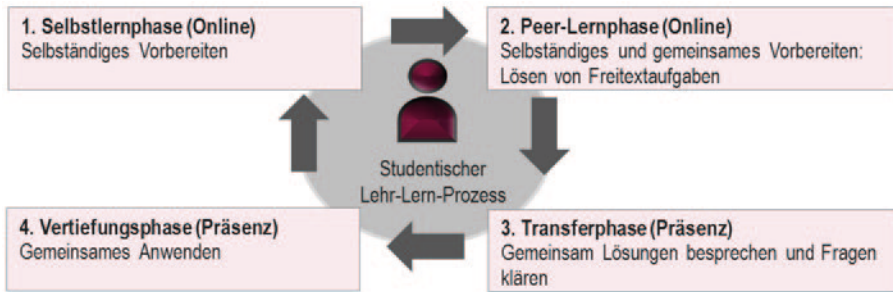 1. Selbstlernphase (Online)
Selbständiges Vorbereiten
2. Peer-Lernphase (Online)
Selbständiges und gemeinsames Vorbereiten:
Lösen von Freitextaufgaben
Studentischer
Lehr-Lern-Prozess
3. Transferphase (Präsenz)
Gemeinsam Lösungen besprechen und Fragen
klären
4. Vertiefungsphase (Präsenz)
Gemeinsames Anwenden